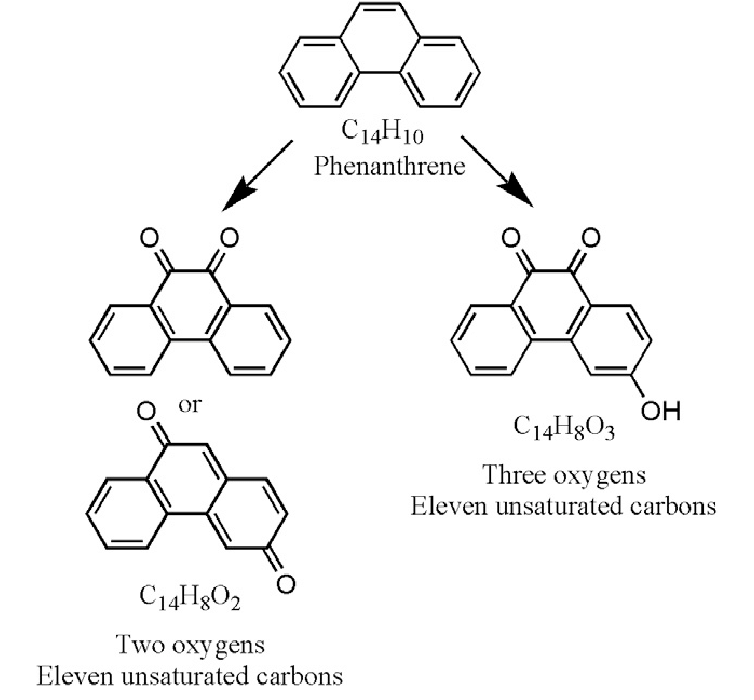 C14H10
Phenanthrene
O O
O O
OH
O
or
C14H8O3
Three oxygens
Eleven unsaturated carbons
O
C14H8O2
Two oxygens
Eleven unsaturated carbons